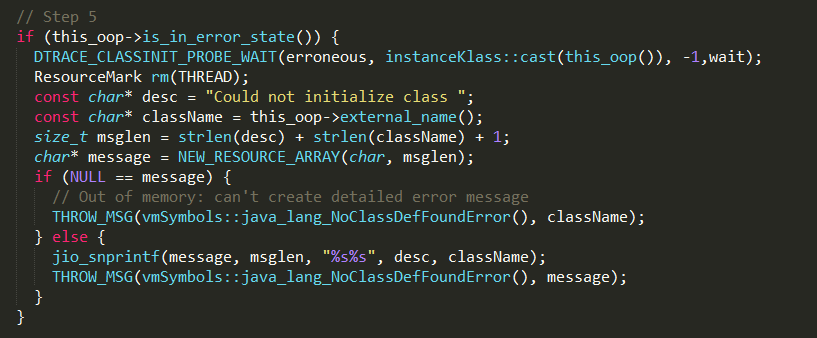 // Step 5
if (this_oop->is_in_error_state()) {
DTRACE_CLASSINIT_PROBE_WAIT(erroneous, instanceKlass::cast(this_oop()), -1,wait);
ResourceMark rm(THREAD);
const char* desc = "Could not initialize class ";
const char* className = this_oop->external_name();
size_t msglen = strlen(desc) + strlen(className) + 1;
char* message = NEW_RESOURCE_ARRAY(char, msglen);
if (NULL == message) {
// Out of memory: can't create detailed error message
THROW_MSG(vmSymbols::java_lang_NoClassDefFoundError(), className);
} else {
jio_snprintf(message, msglen, "%s%s", desc, className);
THROW_MSG(vmSymbols::java_lang_NoClassDefFoundError(), message);
}
}